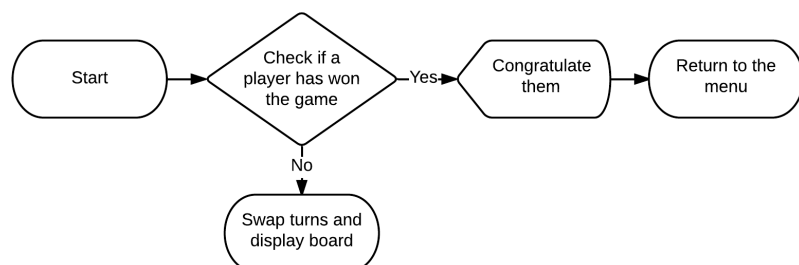 Start
Check if a
player has won
the game
Yes
Congratulate
them
Return to the
menu
No
Swap turns and
display board